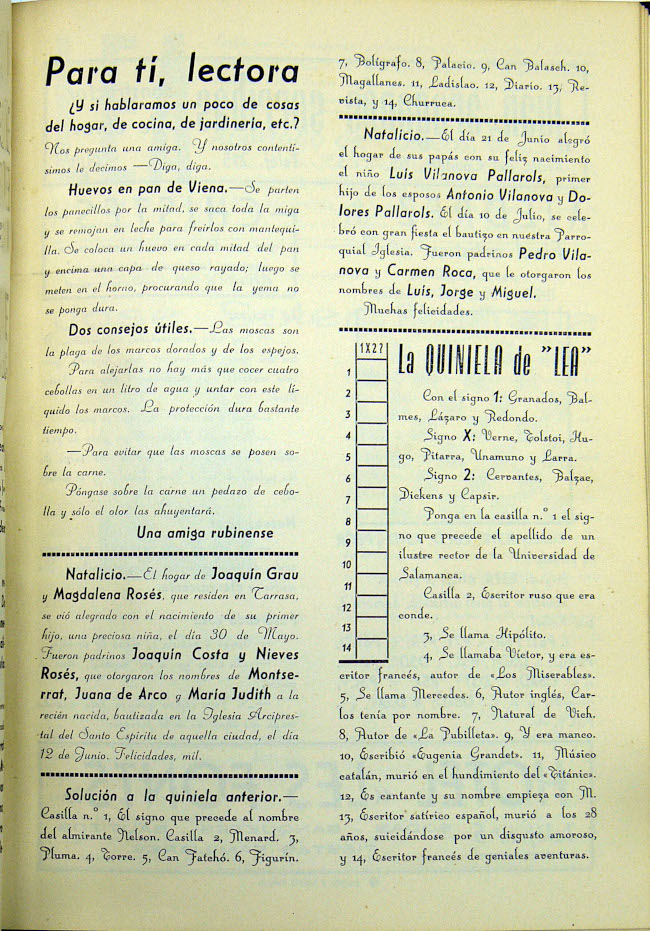 Para tí, lectora
¿Y si hablaramos un poco de cosas
del hogar, de cocina, de jardineria, etc.?
Nos pregunta una amiga. Y nosotros contentí-
simos le decimos —Diga, diga.
Huevos en pan de Viena.—Se parten
los panecillos por la mitad, se saca toda la miga
y se remojan en leche para freirlos con mantequi-
lla. Se coloca un huevo en cada mitad del pan
y encima una capa de queso rayado; luego se
meten en el horno, procurando que la yema no
se ponga dura.
Dos consejos útiles.—Las moscas son
la plaga de los marcos dorados y de los espejos.
Para alejarlas no hay más que cocer cuatro
cebollas en un litro de agua y untar con este lí-
quido los marcos. La protección dura bastante
tiempo.
—Para evitar que las moscas se posen so-
bre la carne.
Póngase sobre la carne un pedazo de cebo-
lla y sólo el olor las ahuyentará.
Una amiga rubinense
Natalicio.—El hogar de Joaquín Grau
y Magdalena Rosés, que residen en Tarrasa,
se vió alegrado con el nacimiento de su primer
hijo, una preciosa niña, el día 30 de Mayo.
Fueron padrinos Joaquín Costa y Nieves
Rosés, que otorgaron los nombres de Montse-
rrat, Juana de Arco y María Judith a la
recién nacida, bautizada en la Iglesia Arcipres-
tal del Santo Espíritu de aquella ciudad, el día
12 de Junio. Felicidades, mil.
Solución a la quiniela anterior.—
Casilla n.º 1, El signo que precede al nombre
del almirante Nelson. Casilla 2, Menard. 3,
Pluma. 4, Torre. 5, Can Fatchó. 6, Figurín.
7, Bolígrafo. 8, Palacio. 9, Can Balasch. 10,
Magallanes. 11, Ladislao. 12, Diario. 13, Re-
vista, y 14, Churruca.
Natalicio.—El día 21 de Junio alegró
el hogar de sus papás con su feliz nacimiento
el niño Luis Vilanova Pallarols, primer
hijo de los esposos Antonio Vilanova y Do-
lores Pallarols. El día 10 de Julio, se cele-
bró con gran fiesta el bautizo en nuestra Parro-
quial Iglesia. Fueron padrinos Pedro Vila-
nova y Carmen Roca, que le otorgaron los
nombres de Luis, Jorge y Miguel.
Muchas felicidades.
1X2?
1
2
3
4
5
6
7
8
9
10
11
12
13
14
La QUINIELA de "LEA"
Con el signo 1: Granados, Bal-
mes, Lázaro y Redondo.
Signo X: Verne, Tolstoi, Hu-
go, Pitarra, Unamuno y Larra.
Signo 2: Cervantes, Balzac,
Dickens y Capsir.
Ponga en la casilla n.º 1 el sig-
no que precede el apellido de un
ilustre rector de la Universidad de
Salamanca.
Casilla 2, Escritor ruso que era
conde.
3, Se llama Hipólito.
4, Se llamaba Víctor, y era es-
critor francés, autor de «Los Miserables».
5, Se llama Mercedes. 6, Autor inglés, Car-
los tenía por nombre. 7, Natural de Vich.
8, Autor de «La Pubilleta». 9, Y era manco.
10, Escribió «Eugenia Grandet». 11, Músico
catalán, murió en el hundimiento del «Titánic».
12, Es cantante y su nombre empieza con M.
13, Escritor satírico español, murió a los 28
años, suicidándose por un disgusto amoroso,
y 14, Escritor francés de geniales aventuras.